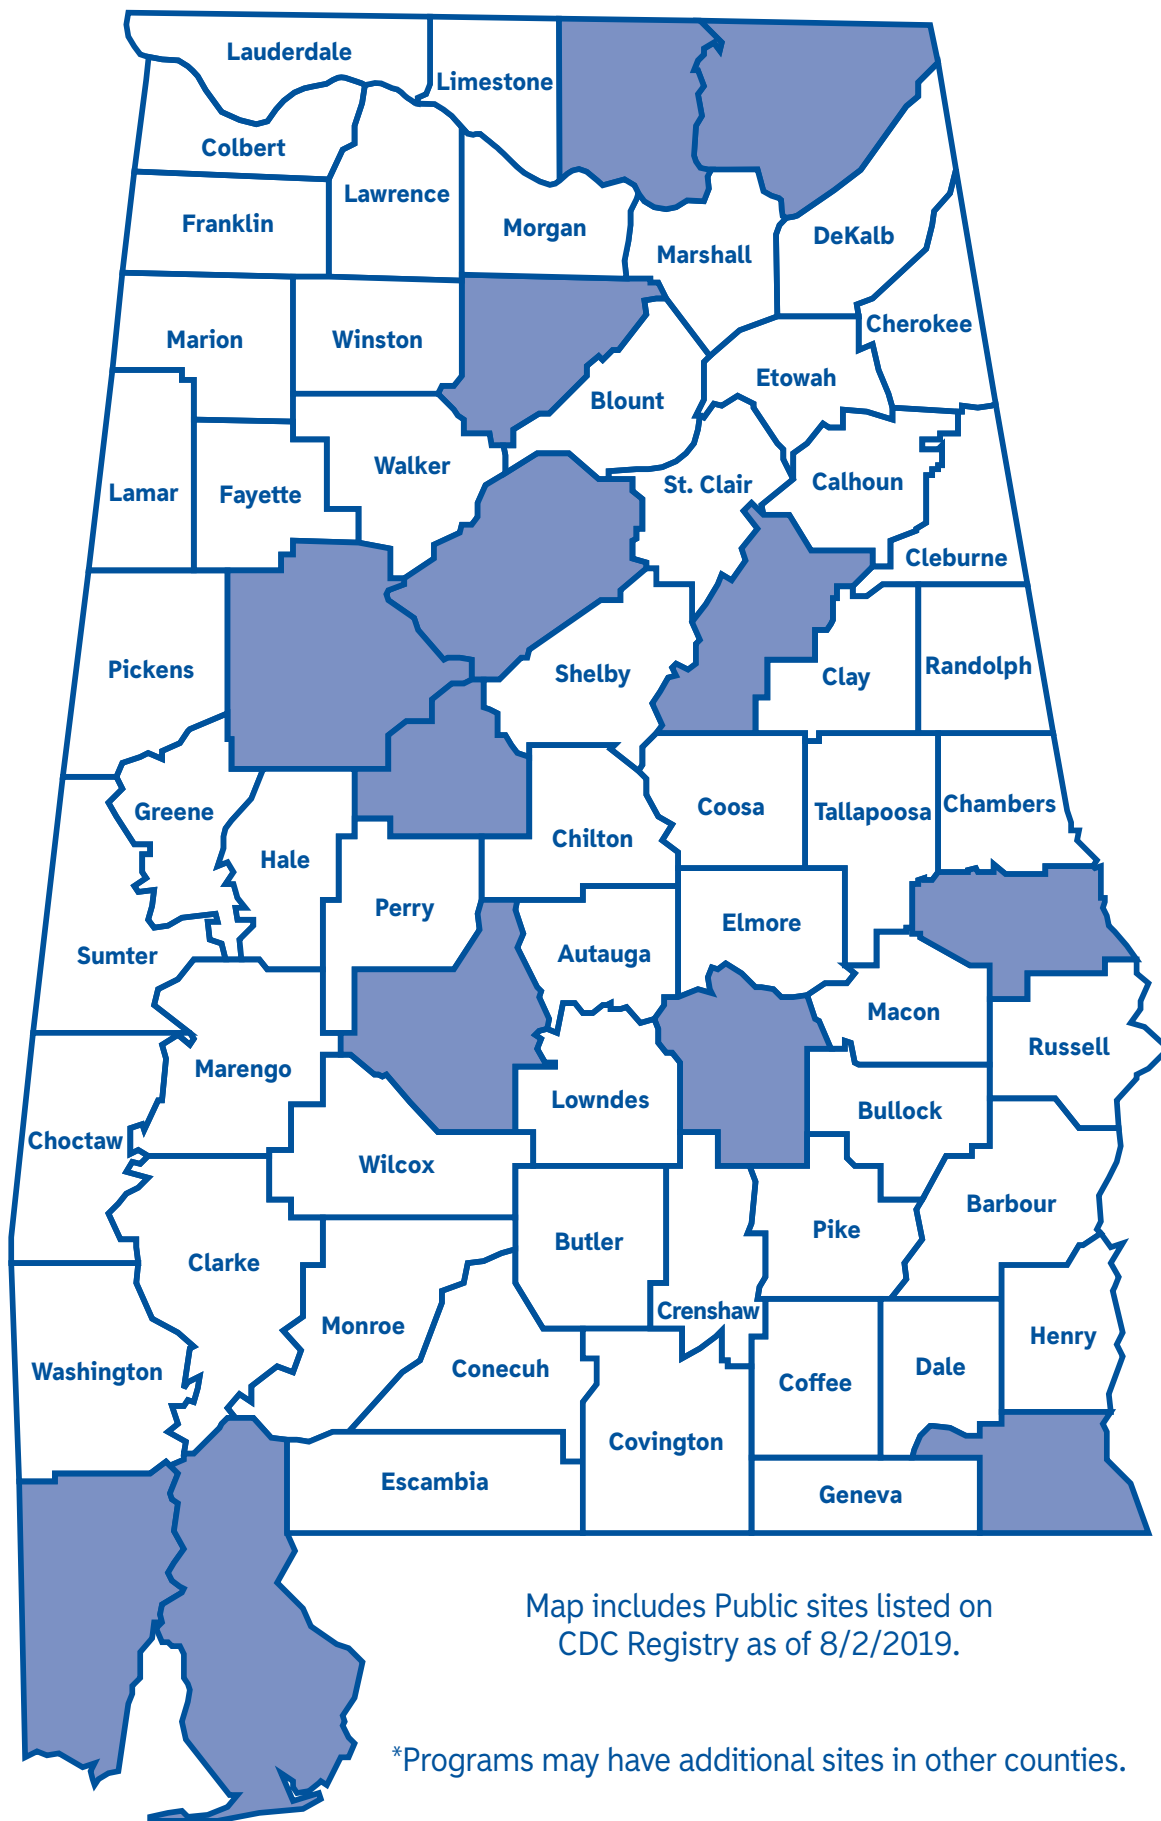 Lauderdale
Limestone
Colbert
Lawrence
Franklin
Morgan
Marshall
DeKalb
Cherokee
Marion
Winston
Etowah
Blount
Walker
St. Clair
Calhoun
Lamar
Fayette
Cleburne
Pickens
Shelby
Clay
Randolph
Greene
Coosa
Tallapoosa
Chambers
Chilton
Hale
Perry
Elmore
Sumter
Autauga
Macon
Russell
Marengo
Lowndes
Bullock
Choctaw
Wilcox
Barbour
Pike
Butler
Clarke
Crenshaw
Monroe
Henry
Washington
Conecuh
Dale
Coffee
Covington
Escambia
Geneva
Map includes Public sites listed on
CDC Registry as of 8/2/2019.
*Programs may have additional sites in other counties.